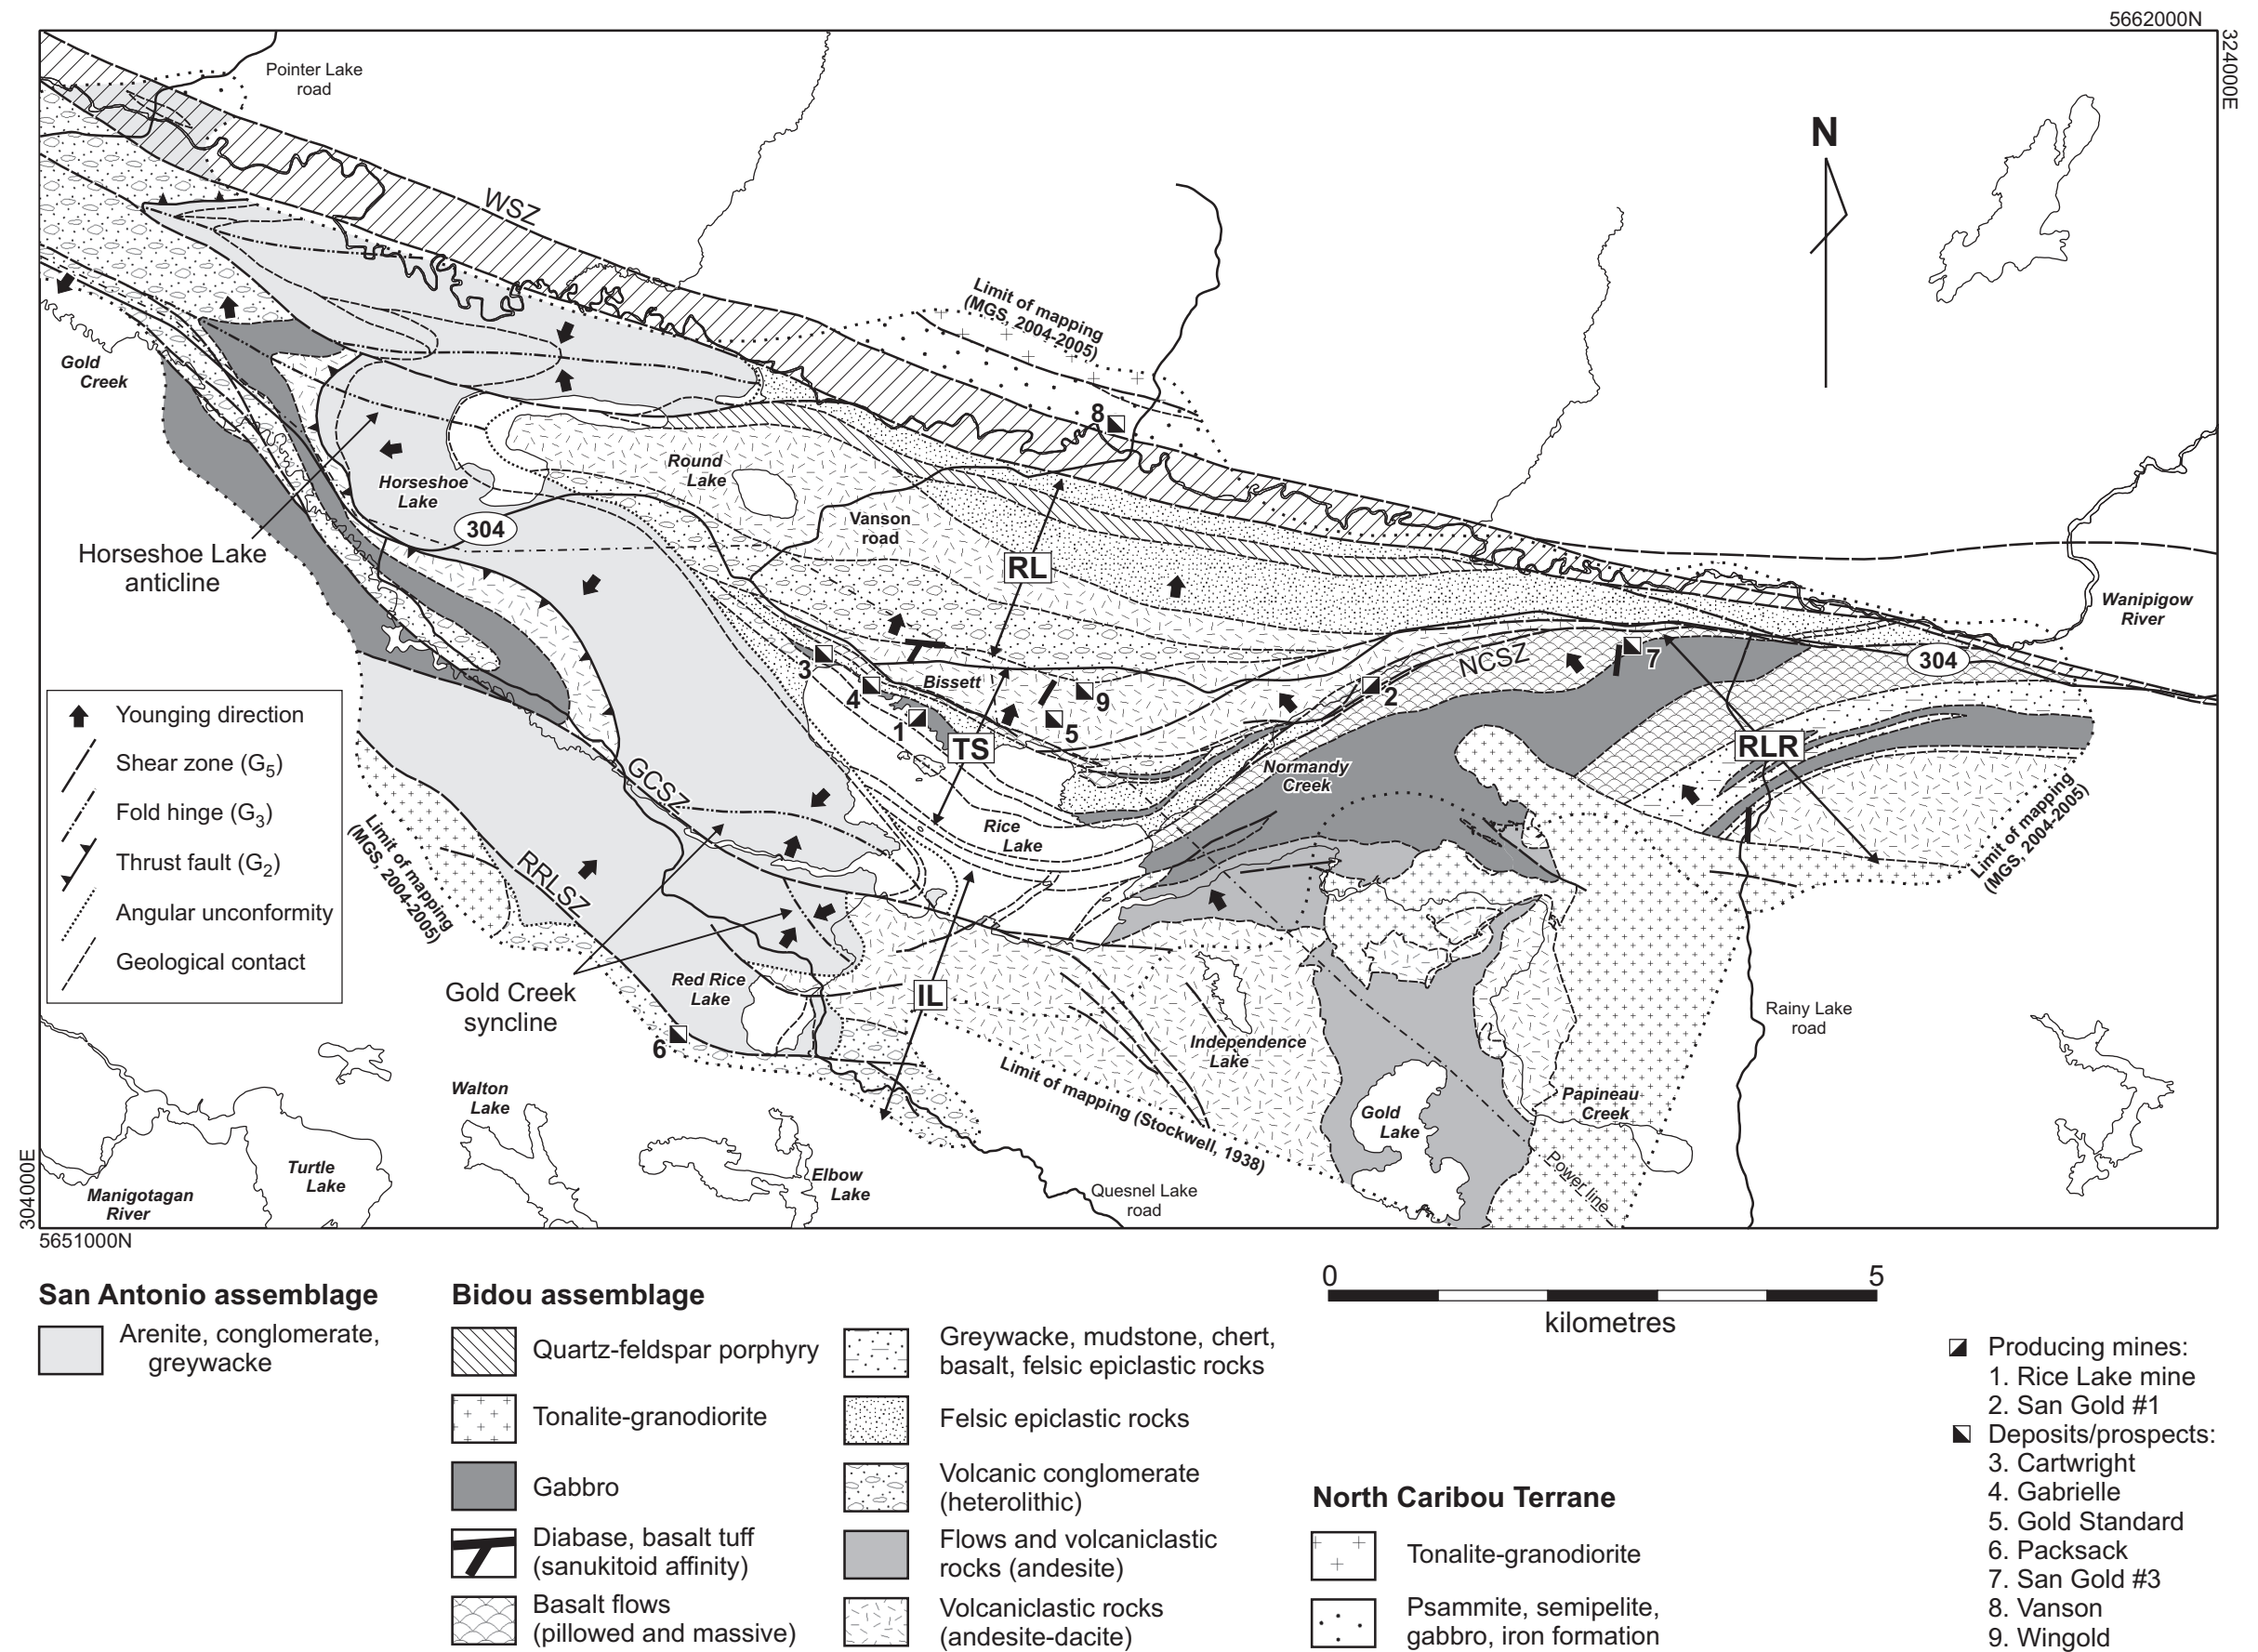 5662000N
324000E
Pointer Lake
road
N
WSZ
Limit of mapping
(MGS, 2004-2005)
Gold
Creek
8
Round
Lake
Horseshoe
Lake
304
Vanson
road
Horseshoe Lake
anticline
RL
Wanipigow
River
NCSZ
7
304
3
Bissett
4
9
2
1
5
TS
RLR
Normandy
Creek
GCSZ
Rice
Lake
Limit of mapping
(MGS, 2004-2005)
Limit of mapping
(MGS, 2004-2005)
RRLSZ
Younging direction
Shear zone (G5)
Fold hinge (G3)
Thrust fault (G2)
Angular unconformity
Geological contact
Gold Creek
syncline
Red Rice
Lake
IL
6
Independence
Lake
Rainy Lake
road
Limit of mapping (Stockwell, 1938)
Walton
Lake
Gold
Lake
Papineau
Creek
Power line
Turtle
Lake
Elbow
Lake
Manigotagan
River
Quesnel Lake
road
304000E
5651000N
0 5
kilometres
San Antonio assemblage
Arenite, conglomerate,
greywacke
Bidou assemblage
Quartz-feldspar porphyry
Tonalite-granodiorite
Gabbro
Diabase, basalt tuff
(sanukitoid affinity)
Basalt flows
(pillowed and massive)
Greywacke, mudstone, chert,
basalt, felsic epiclastic rocks
Felsic epiclastic rocks
Volcanic conglomerate
(heterolithic)
Flows and volcaniclastic
rocks (andesite)
Volcaniclastic rocks
(andesite-dacite)
North Caribou Terrane
Tonalite-granodiorite
Psammite, semipelite,
gabbro, iron formation
Producing mines:
1. Rice Lake mine
2. San Gold #1
Deposits/prospects:
3. Cartwright
4. Gabrielle
5. Gold Standard
6. Packsack
7. San Gold #3
8. Vanson
9. Wingold